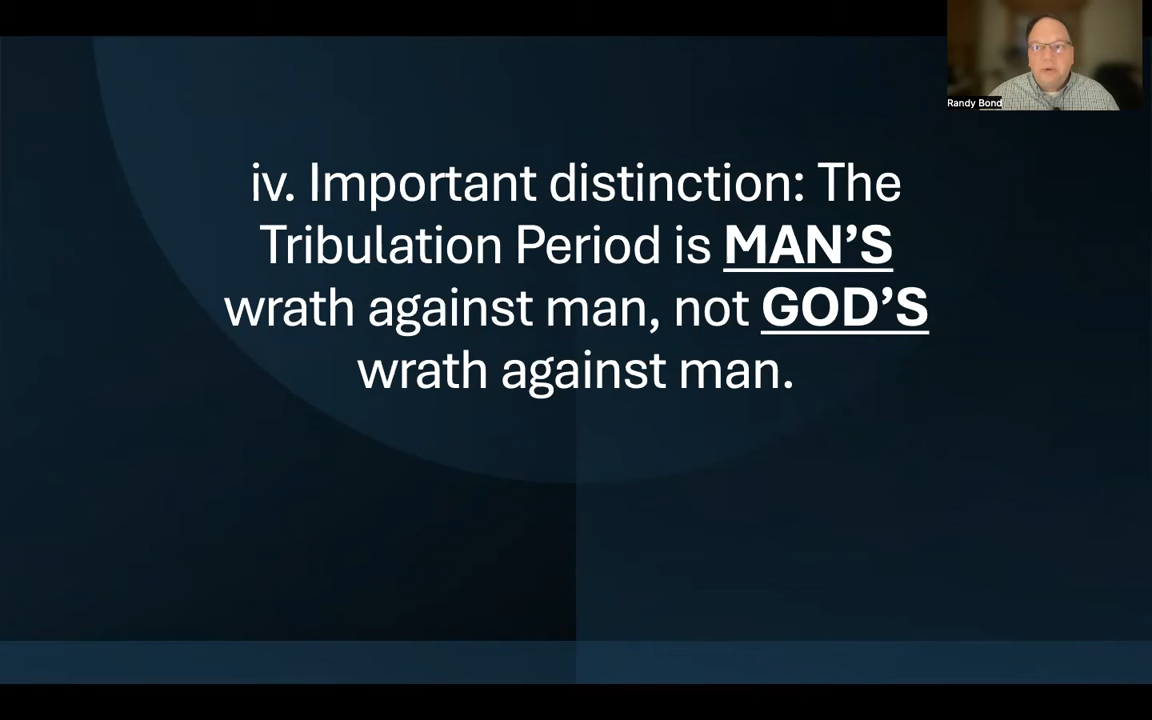 Randy Bond
iv. Important distinction: The
Tribulation Period is MAN’S
wrath against man, not GOD’S
wrath against man.